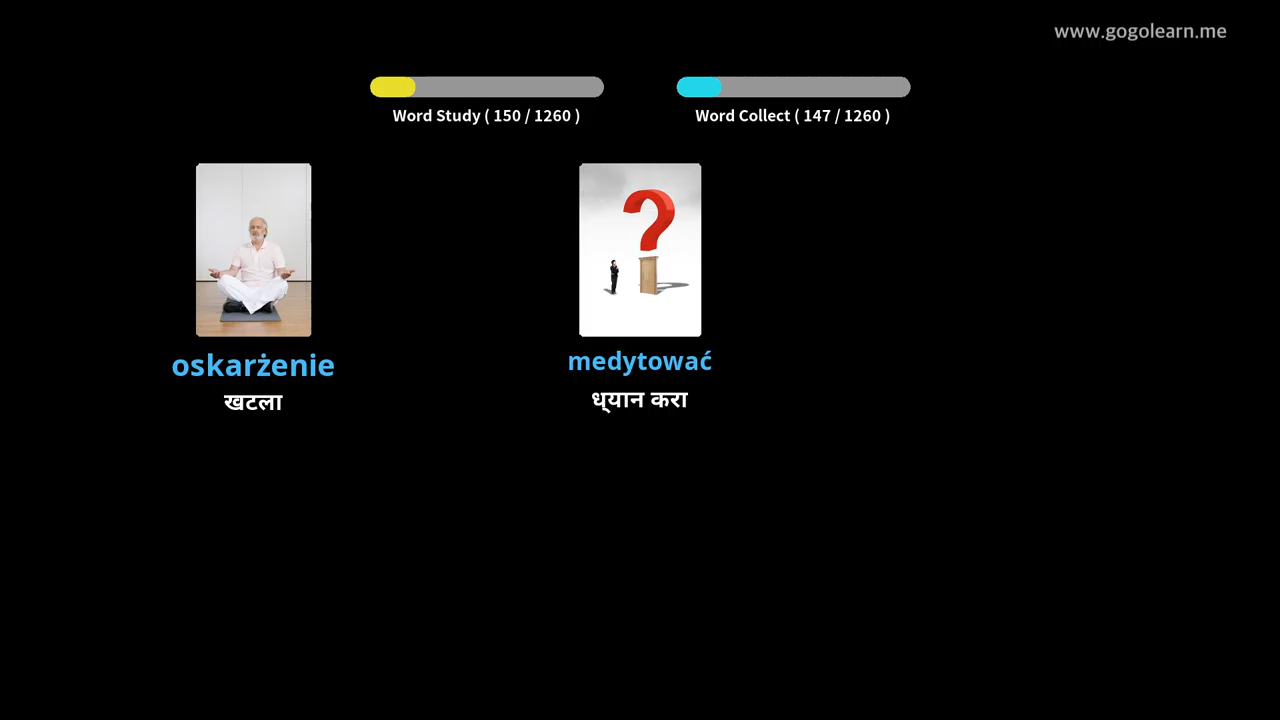 www.gogolearn.me
Word Study ( 150 / 1260 )
Word Collect ( 147 / 1260 )
oskarżenie
खटला
medytować
ध्यान करा